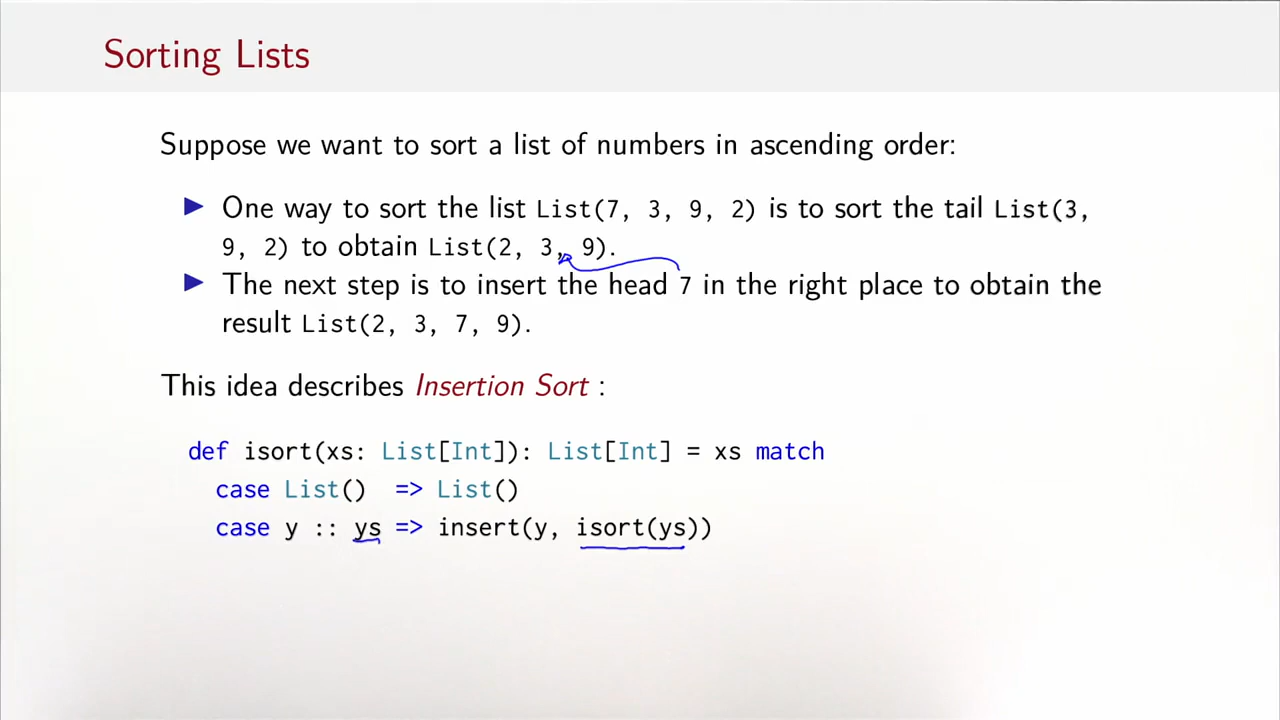 Sorting Lists
Suppose we want to sort a list of numbers in ascending order:
▶ One way to sort the list List(7, 3, 9, 2) is to sort the tail List(3,
9, 2) to obtain List(2, 3, 9).
▶ The next step is to insert the head 7 in the right place to obtain the
result List(2, 3, 7, 9).
This idea describes Insertion Sort :
def isort(xs: List[Int]): List[Int] = xs match
case List() => List()
case y :: ys => insert(y, isort(ys))